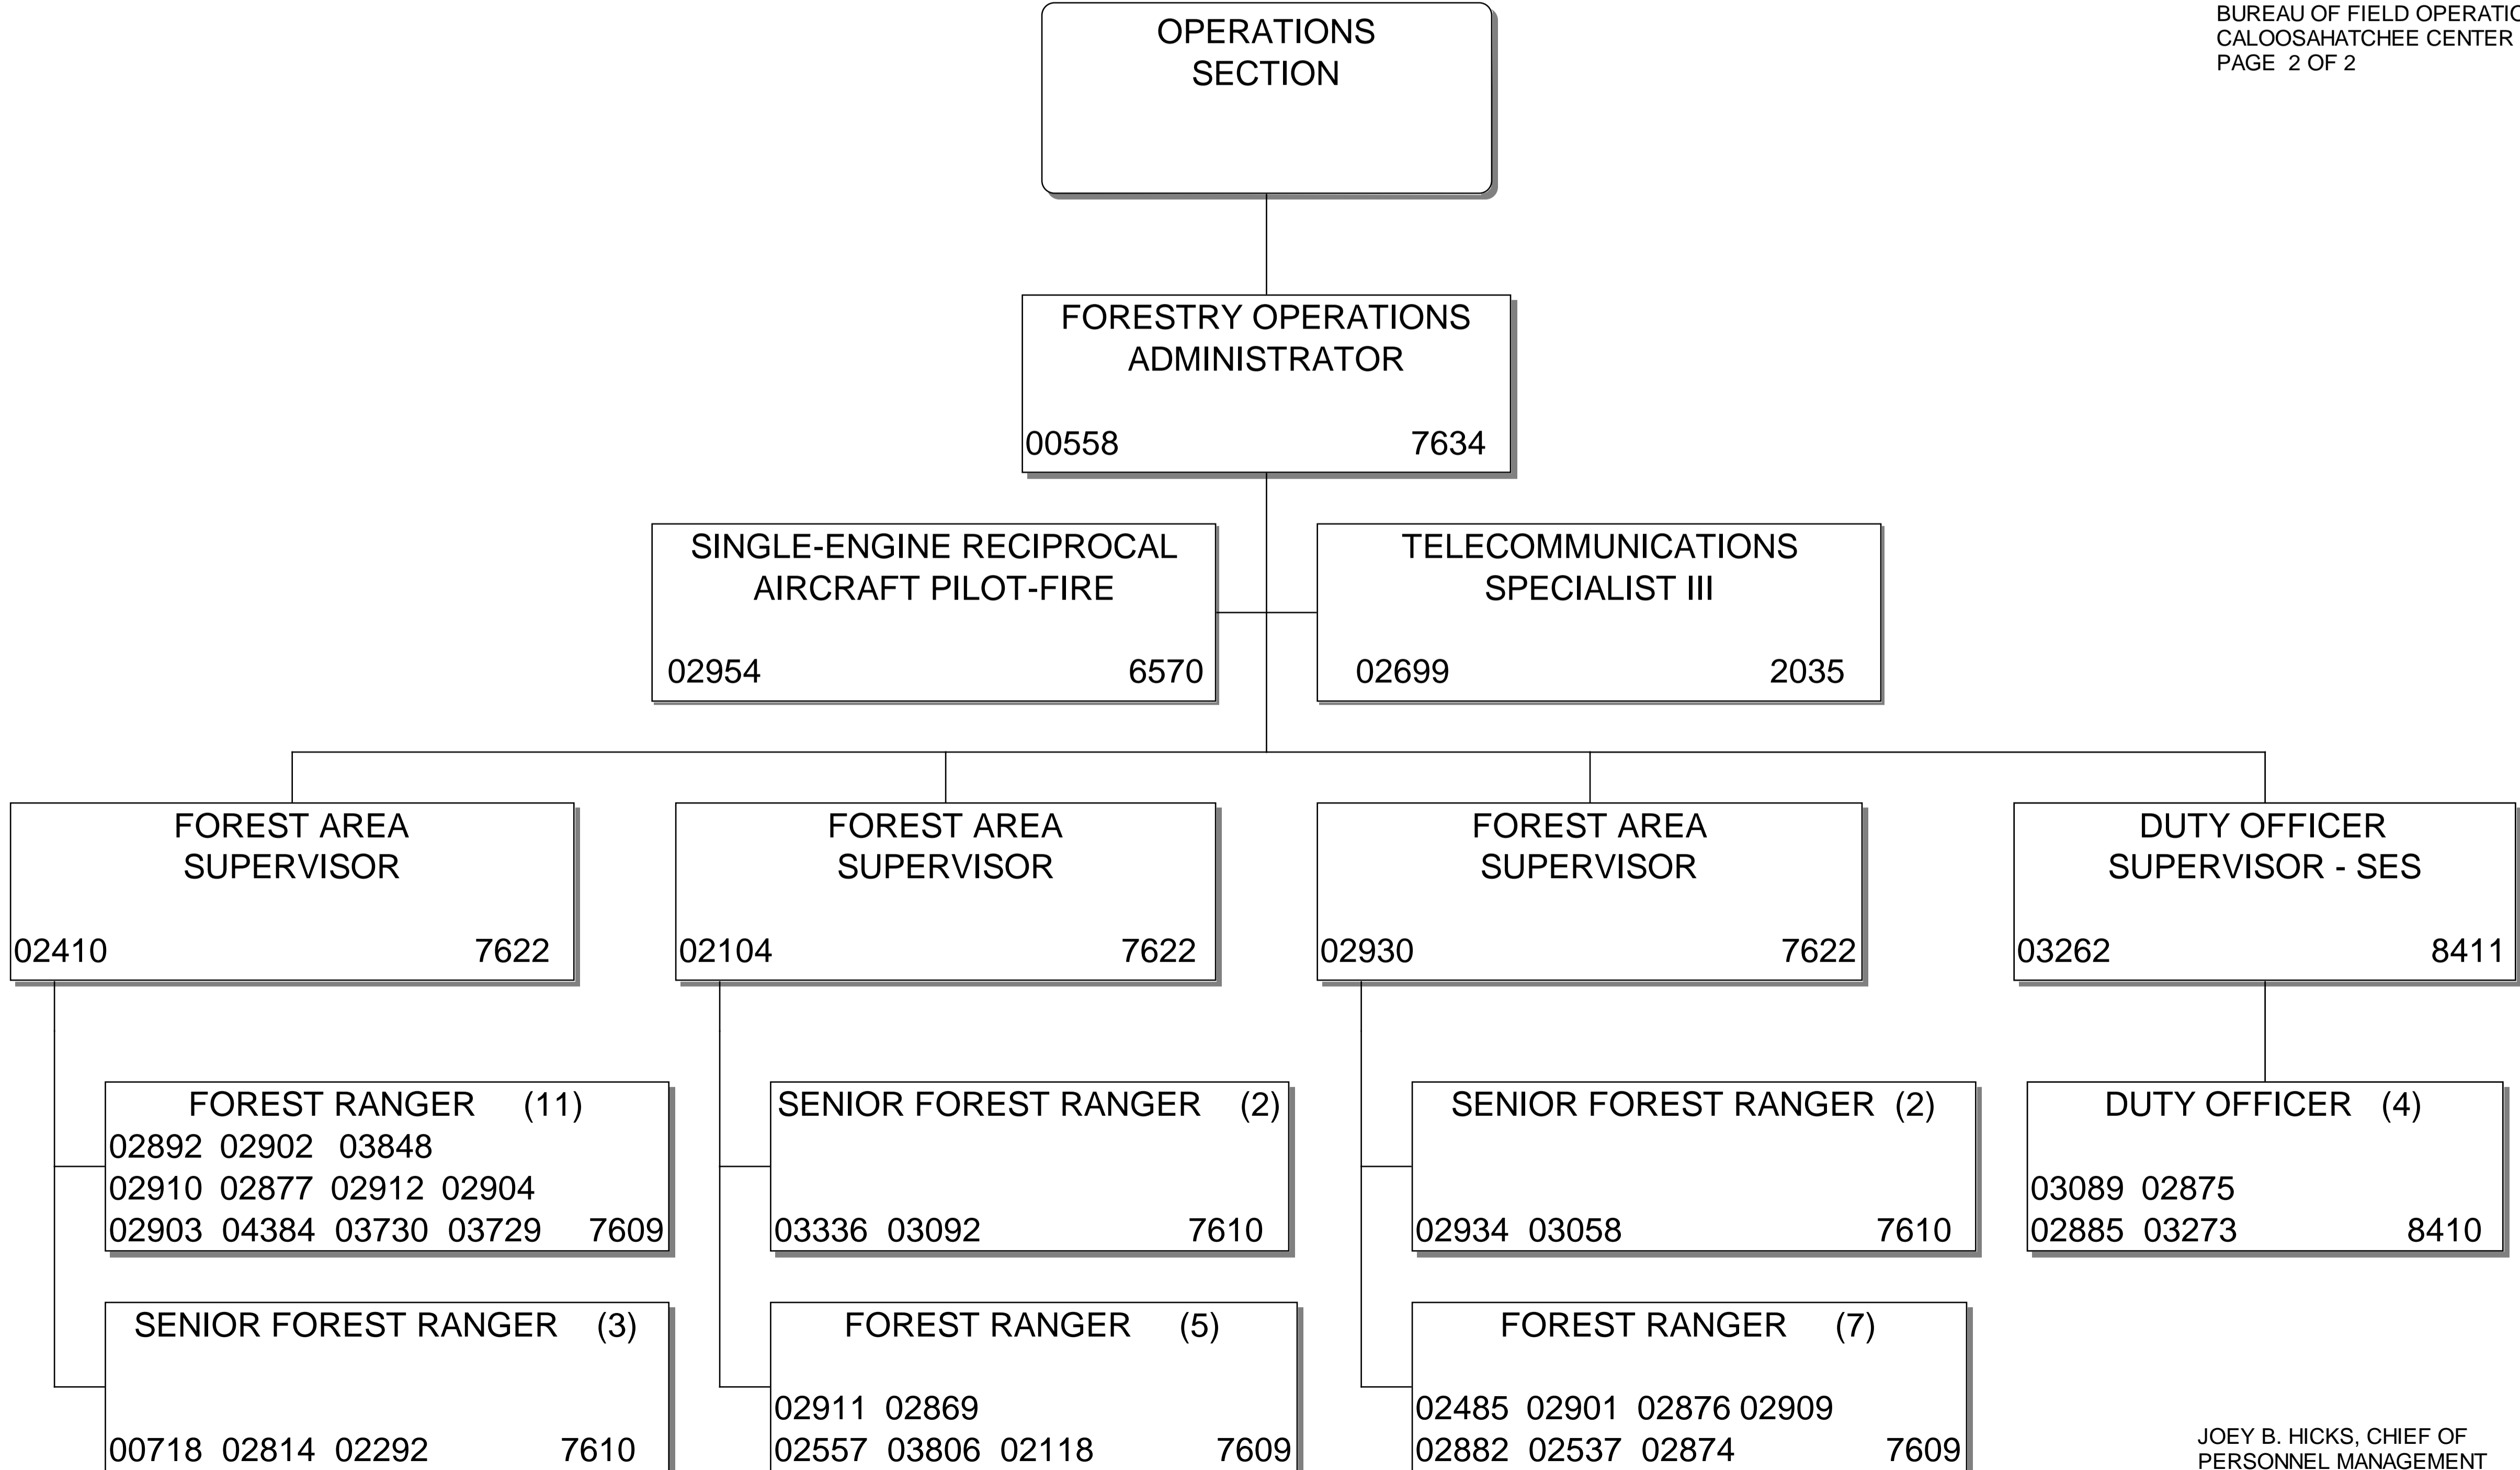 BUREAU OF FIELD
CALOOSAHATCHEE CENTER
PAGE 2 OF 2
OPERATIONS
SECTION
FORESTRY OPERATIONS
ADMINISTRATOR
00558 7634
SINGLE-ENGINE RECIPROCAL
AIRCRAFT PILOT-FIRE
02954 6570
TELECOMMUNICATIONS
SPECIALIST III
02699 2035
FOREST AREA
SUPERVISOR
02410 7622
FOREST AREA
SUPERVISOR
02104 7622
FOREST AREA
SUPERVISOR
02930 7622
DUTY OFFICER
SUPERVISOR - SES
03262 8411
FOREST RANGER (11)
02892 02902 03848
02910 02877 02912 02904
02903 04384 03730 03729 7609
SENIOR FOREST RANGER (2)
03336 03092 7610
SENIOR FOREST RANGER (2)
02934 03058 7610
DUTY OFFICER (4)
03089 02875
02885 03273 8410
SENIOR FOREST RANGER (3)
00718 02814 02292 7610
FOREST RANGER (5)
02911 02869
02557 03806 02118 7609
FOREST RANGER (7)
02485 02901 02876 02909
02882 02537 02874 7609
JOEY B. HICKS, CHIEF OF
PERSONNEL MANAGEMENT